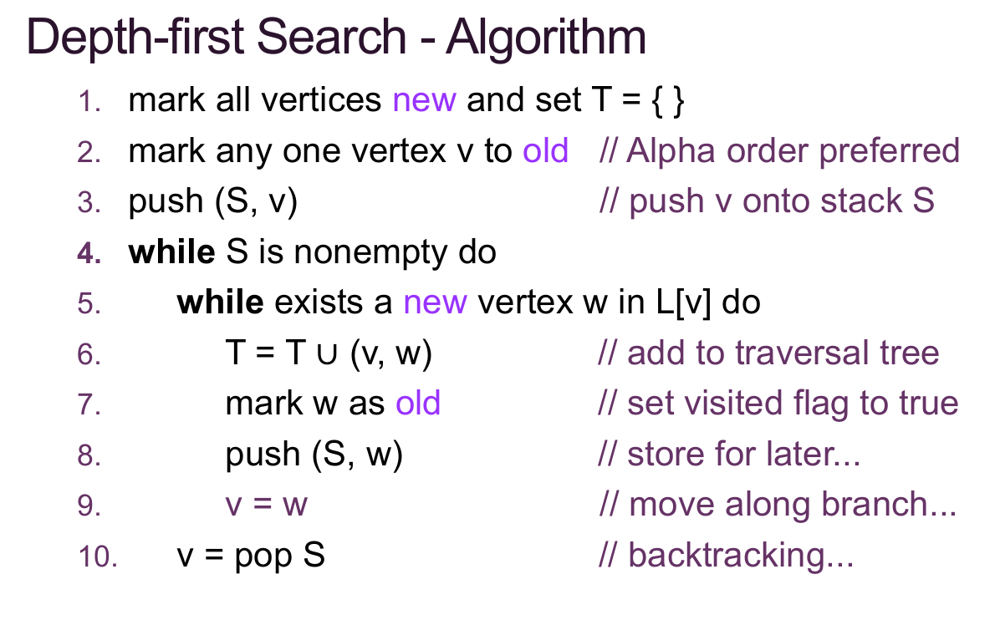 Depth-first Search - Algorithm
1. mark all vertices new and set T = { }
2. mark any one vertex v to old // Alpha order preferred
3. push (S, v) // push v onto stack S
4. while S is nonempty do
5. while exists a new vertex w in L[v] do
6. T = T ∪ (v, w) // add to traversal tree
7. mark w as old // set visited flag to true
8. push (S, w) // store for later...
9. v = w // move along branch...
10. v = pop S // backtracking...